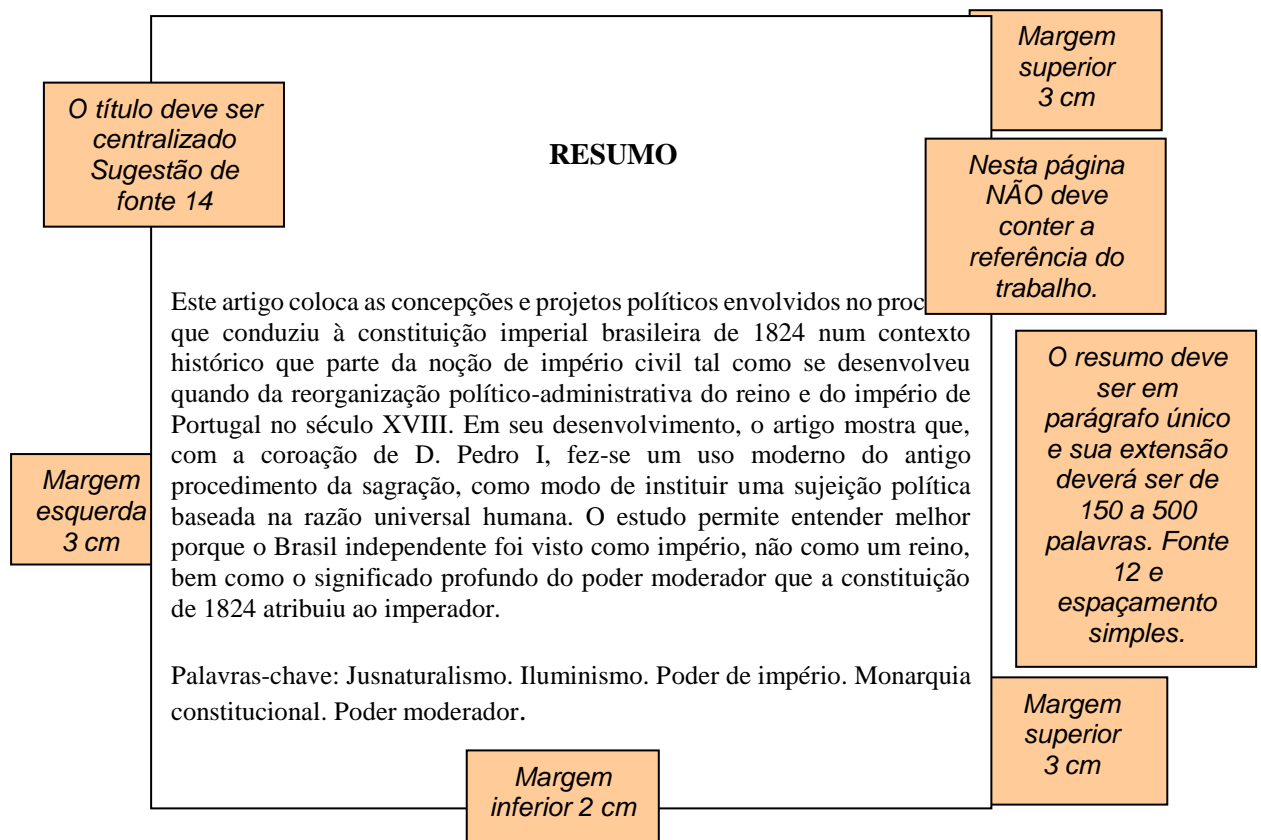 Margem
superior
3 cm
O título deve ser
centralizado
Sugestão de
fonte 14
RESUMO
Nesta página
NÃO deve
conter a
referência do
trabalho.
Este artigo coloca as concepções e projetos políticos envolvidos no
que conduziu à constituição imperial brasileira de 1824 num contexto
histórico que parte da noção de império civil tal como se desenvolveu
quando da reorganização político-administrativa do reino e do império de
Portugal no século XVIII. Em seu desenvolvimento, o artigo mostra que,
com a coroação de D. Pedro I, fez-se um uso moderno do antigo
procedimento da sagração, como modo de instituir uma sujeição política
baseada na razão universal humana. O estudo permite entender melhor
porque o Brasil independente foi visto como império, não como um reino,
bem como o significado profundo do poder moderador que a constituição
de 1824 atribuiu ao imperador.
O resumo deve
ser em
parágrafo único
e sua extensão
deverá ser de
150 a 500
palavras. Fonte
12 e
espaçamento
simples.
Margem
esquerda
3 cm
Palavras-chave: Jusnaturalismo. Iluminismo. Poder de império. Monarquia
constitucional. Poder moderador.
Margem
superior
3 cm
Margem
inferior 2 cm